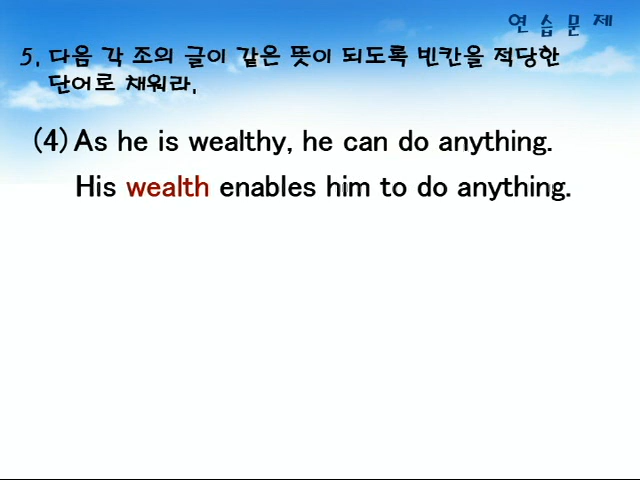 연습문제
5. 다음 각 조의 글이 같은 뜻이 되도록 빈칸을 적당한
단어로 채워라.
(4) As he is wealthy, he can do anything.
His wealth enables him to do anything.